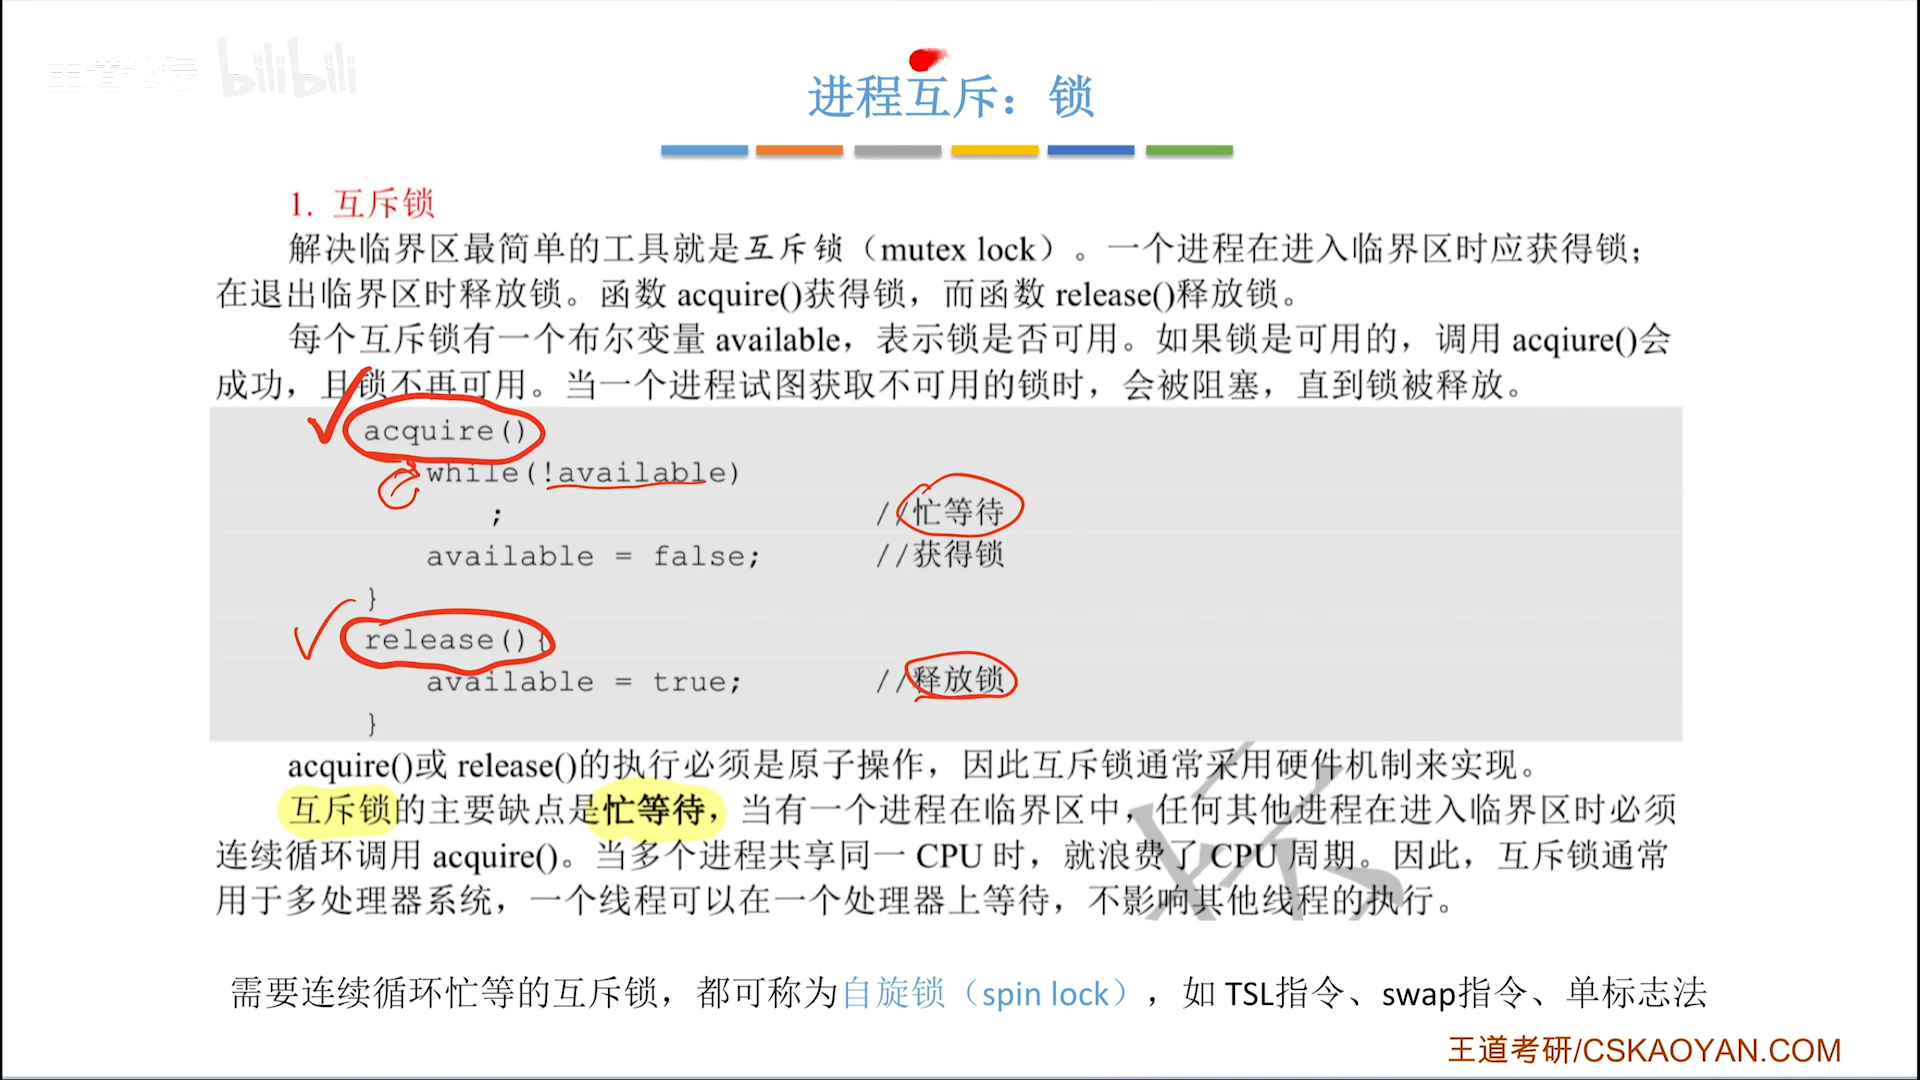 王道论坛 bilibili
进程互斥：锁
1. 互斥锁
解决临界区最简单的工具就是互斥锁（mutex lock）。一个进程在进入临界区时应获得锁；
在退出临界区时释放锁。函数 acquire()获得锁，而函数 release()释放锁。
每个互斥锁有一个布尔变量 available，表示锁是否可用。如果锁是可用的，调用 acqiure()会
成功，且锁不再可用。当一个进程试图获取不可用的锁时，会被阻塞，直到锁被释放。
acquire()
while(!available)
; //忙等待
available = false; //获得锁
}
release(){
available = true; //释放锁
}
acquire()或 release()的执行必须是原子操作，因此互斥锁通常采用硬件机制来实现。
互斥锁的主要缺点是忙等待，当有一个进程在临界区中，任何其他进程在进入临界区时必须
连续循环调用 acquire()。当多个进程共享同一 CPU 时，就浪费了 CPU 周期。因此，互斥锁通常
用于多处理器系统，一个线程可以在一个处理器上等待，不影响其他线程的执行。
需要连续循环忙等的互斥锁，都可称为自旋锁（spin lock），如 TSL指令、swap指令、单标志法
王道考研/CSKAOYAN.COM